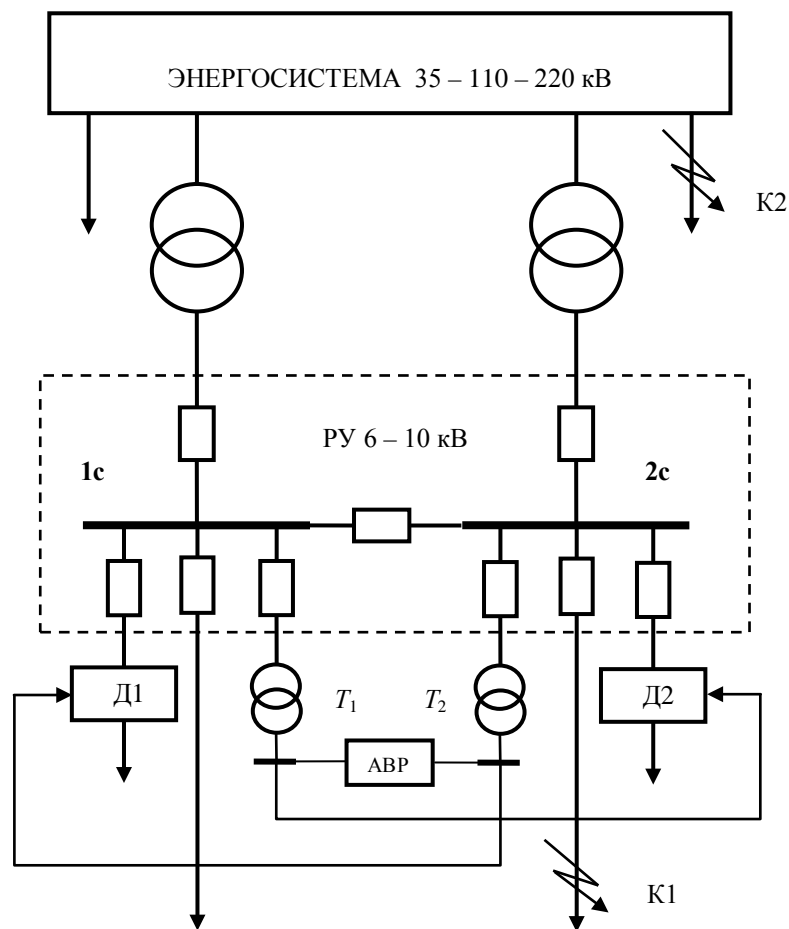 ЭНЕРГОСИСТЕМА 35 – 110 – 220 кВ
К2
РУ 6 – 10 кВ
1с
2с
Д1
T1
T2
Д2
АВР
К1